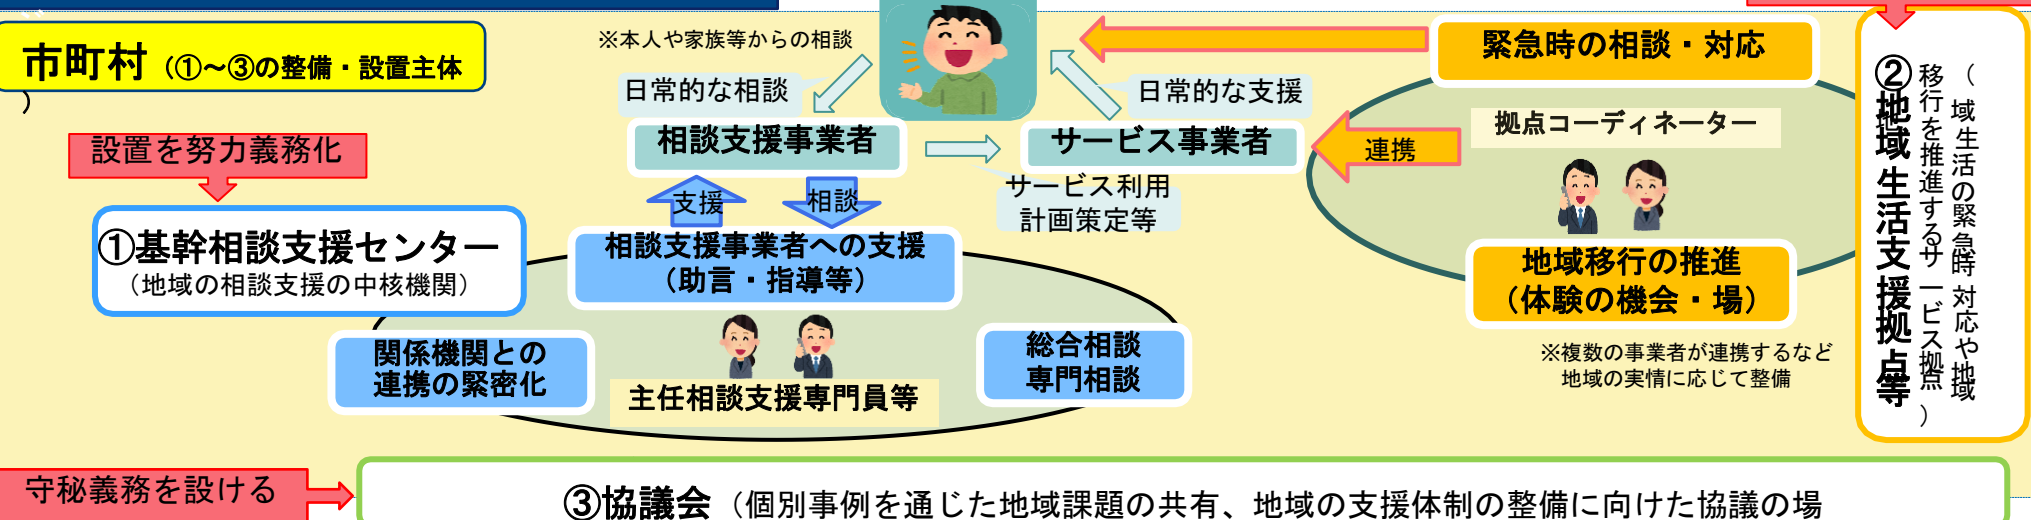 市町村（①～③の整備・設置主体
）
※本人や家族等からの相談
緊急時の相談・対応
日常的な相談
日常的な支援
相談支援事業者
サービス事業者
拠点コーディネーター
連携
設置を努力義務化
支援
相談
サービス利用
計画策定等
①基幹相談支援センター
（地域の相談支援の中核機関）
相談支援事業者への支援
（助言・指導等）
地域移行の推進
（体験の機会・場）
関係機関との
連携の緊密化
総合相談
専門相談
主任相談支援専門員等
※複数の事業者が連携するなど
地域の実情に応じて整備
②地域生活支援拠点等
（地域生活の緊急時対応や地域
移行を推進するサービス拠点）
守秘義務を設ける
③協議会（個別事例を通じた地域課題の共有、地域の支援体制の整備に向けた協議の場